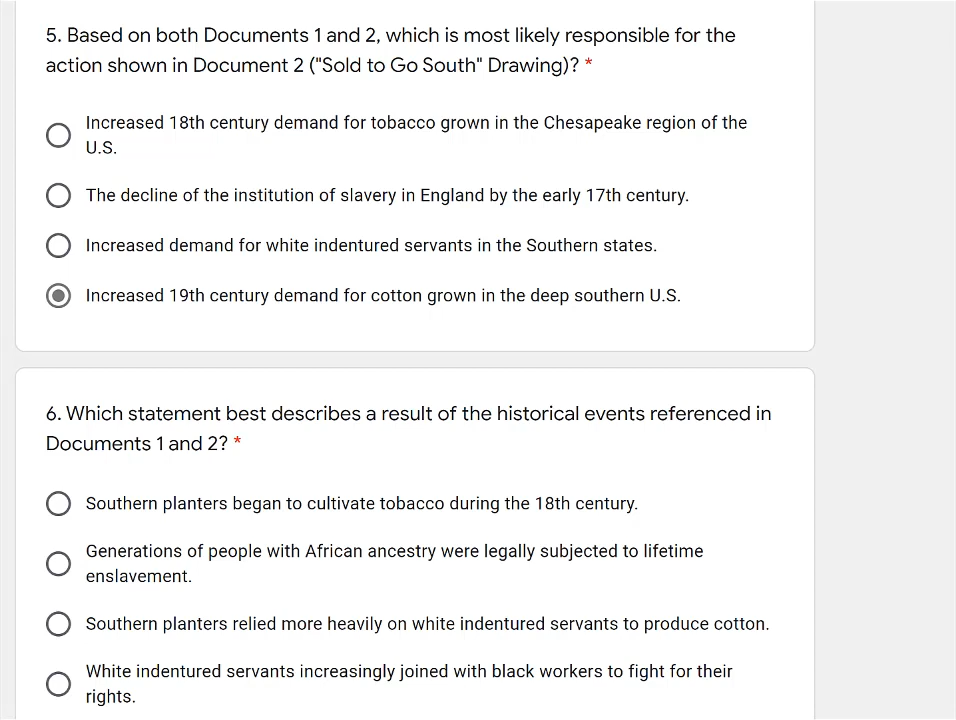 5. Based on both Documents 1 and 2, which is most likely responsible for the
action shown in Document 2 ("Sold to Go South" Drawing)? *
Increased 18th century demand for tobacco grown in the Chesapeake region of the
U.S.
The decline of the institution of slavery in England by the early 17th century.
Increased demand for white indentured servants in the Southern states.
Increased 19th century demand for cotton grown in the deep southern U.S.
6. Which statement best describes a result of the historical events referenced in
Documents 1 and 2? *
Southern planters began to cultivate tobacco during the 18th century.
Generations of people with African ancestry were legally subjected to lifetime
enslavement.
Southern planters relied more heavily on white indentured servants to produce cotton.
White indentured servants increasingly joined with black workers to fight for their
rights.